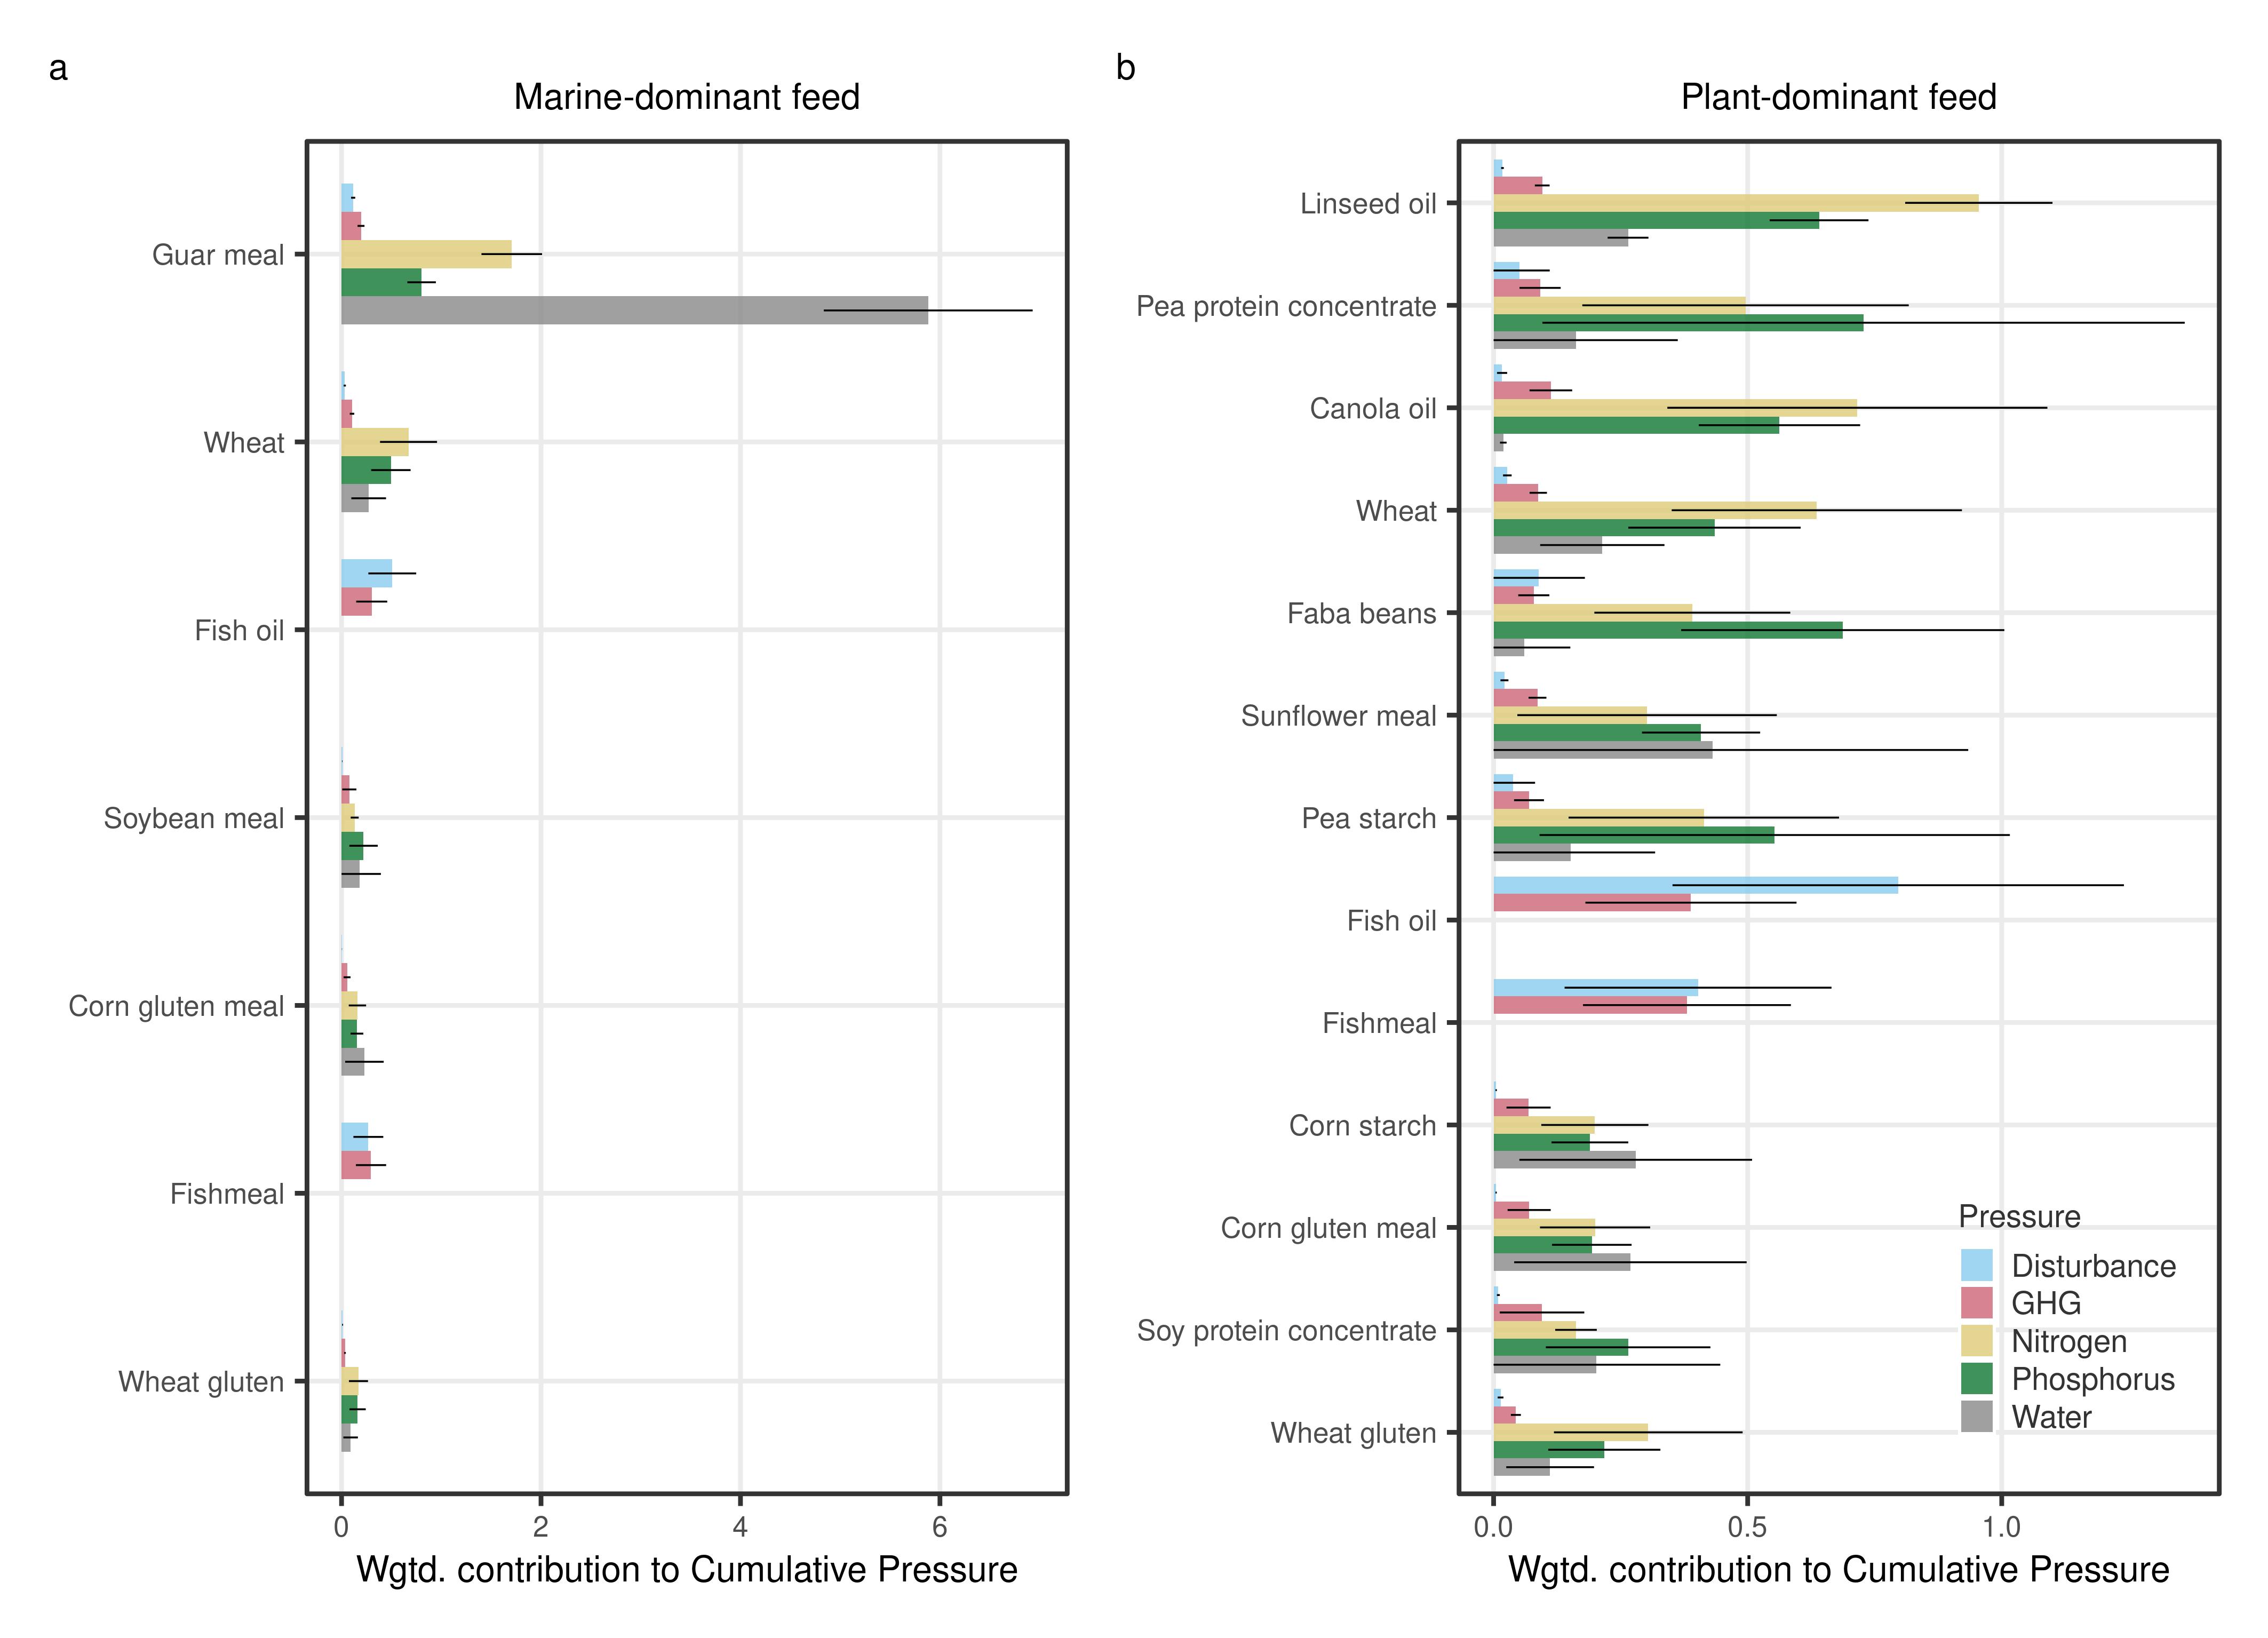 a
Marine-dominant feed
Guar meal
Wheat
Fish oil
Soybean meal
Corn gluten meal
Fishmeal
Wheat gluten
0 2 4 6
Wgtd. contribution to Cumulative Pressure
b
Plant-dominant feed
Linseed oil
Pea protein concentrate
Canola oil
Wheat
Faba beans
Sunflower meal
Pea starch
Fish oil
Fishmeal
Corn starch
Corn gluten meal
Soy protein concentrate
Wheat gluten
Pressure
Disturbance
GHG
Nitrogen
Phosphorus
Water
0.0 0.5 1.0
Wgtd. contribution to Cumulative Pressure